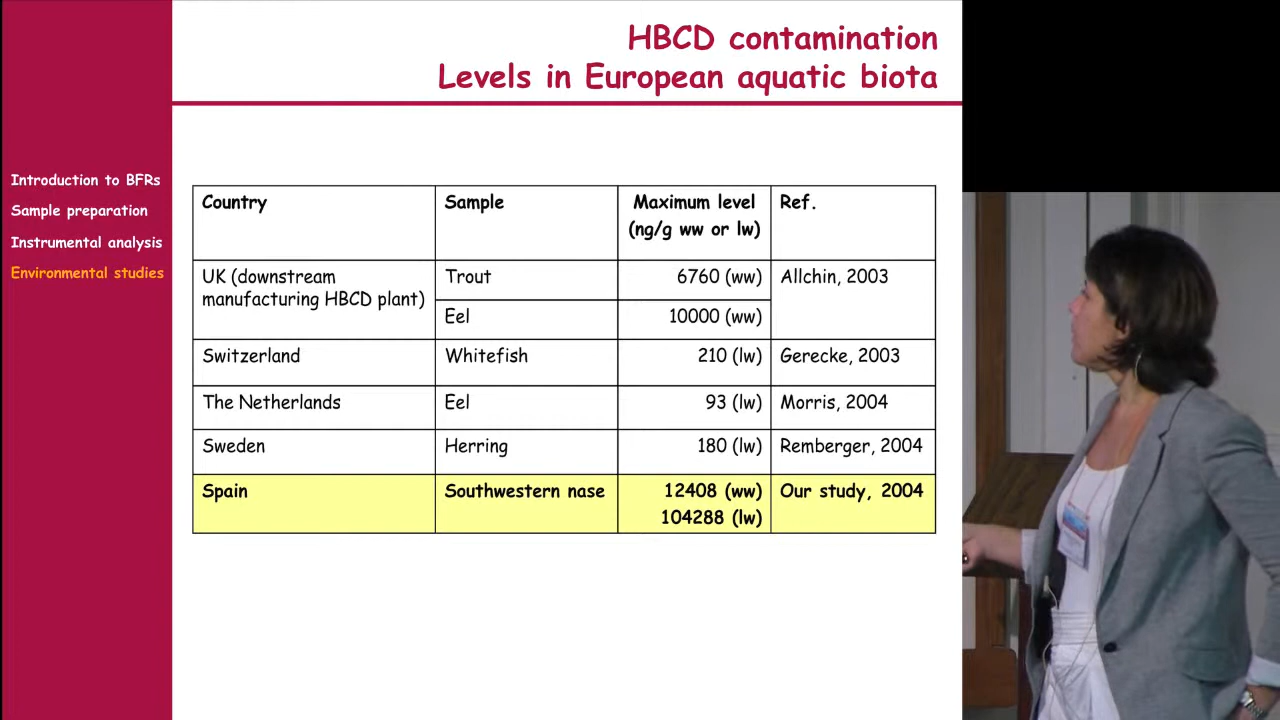 HBCD contamination
Levels in European aquatic biota
Introduction to BFRs
Sample preparation
Instrumental analysis
Environmental studies
Country Sample Maximum level (ng/g ww or lw) Ref.
UK (downstream manufacturing HBCD plant) Trout 6760 (ww) Allchin, 2003
Eel 10000 (ww)
Switzerland Whitefish 210 (lw) Gerecke, 2003
The Netherlands Eel 93 (lw) Morris, 2004
Sweden Herring 180 (lw) Remberger, 2004
Spain Southwestern nase 12408 (ww) Our study, 2004
104288 (lw)